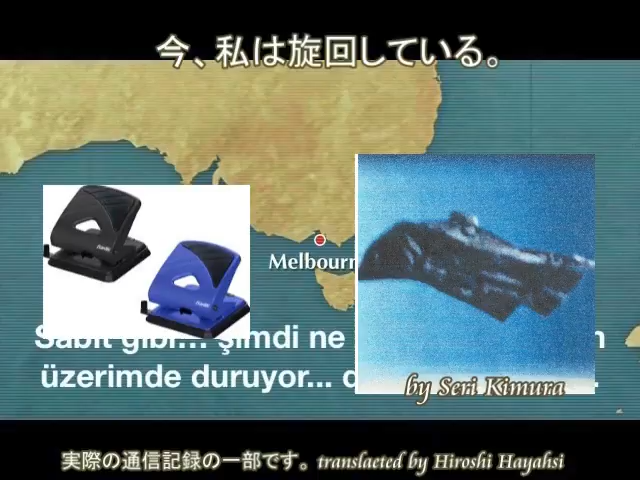 今、私は旋回している。
Melbourn
Sabit gibi... şimdi ne
üzerimde duruyor...
by Seri Kimura
実際の通信記録の一部です。 translaeted by Hiroshi Hayahsi